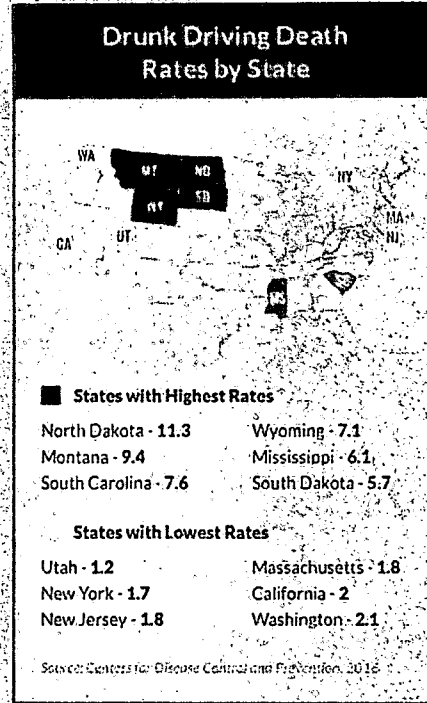 Drunk Driving Death
Rates by State
WA
MT
ND
NY
SD
WY
MA
NJ
CA
UT
MS
States with Highest Rates
North Dakota - 11.3
Wyoming - 7.1
Montana - 9.4
Mississippi - 6.1
South Carolina - 7.6
South Dakota - 5.7
States with Lowest Rates
Utah - 1.2
Massachusetts - 1.8
New York - 1.7
California - 2
New Jersey - 1.8
Washington - 2.1
Source: Centers for Disease Control and Prevention, 2016